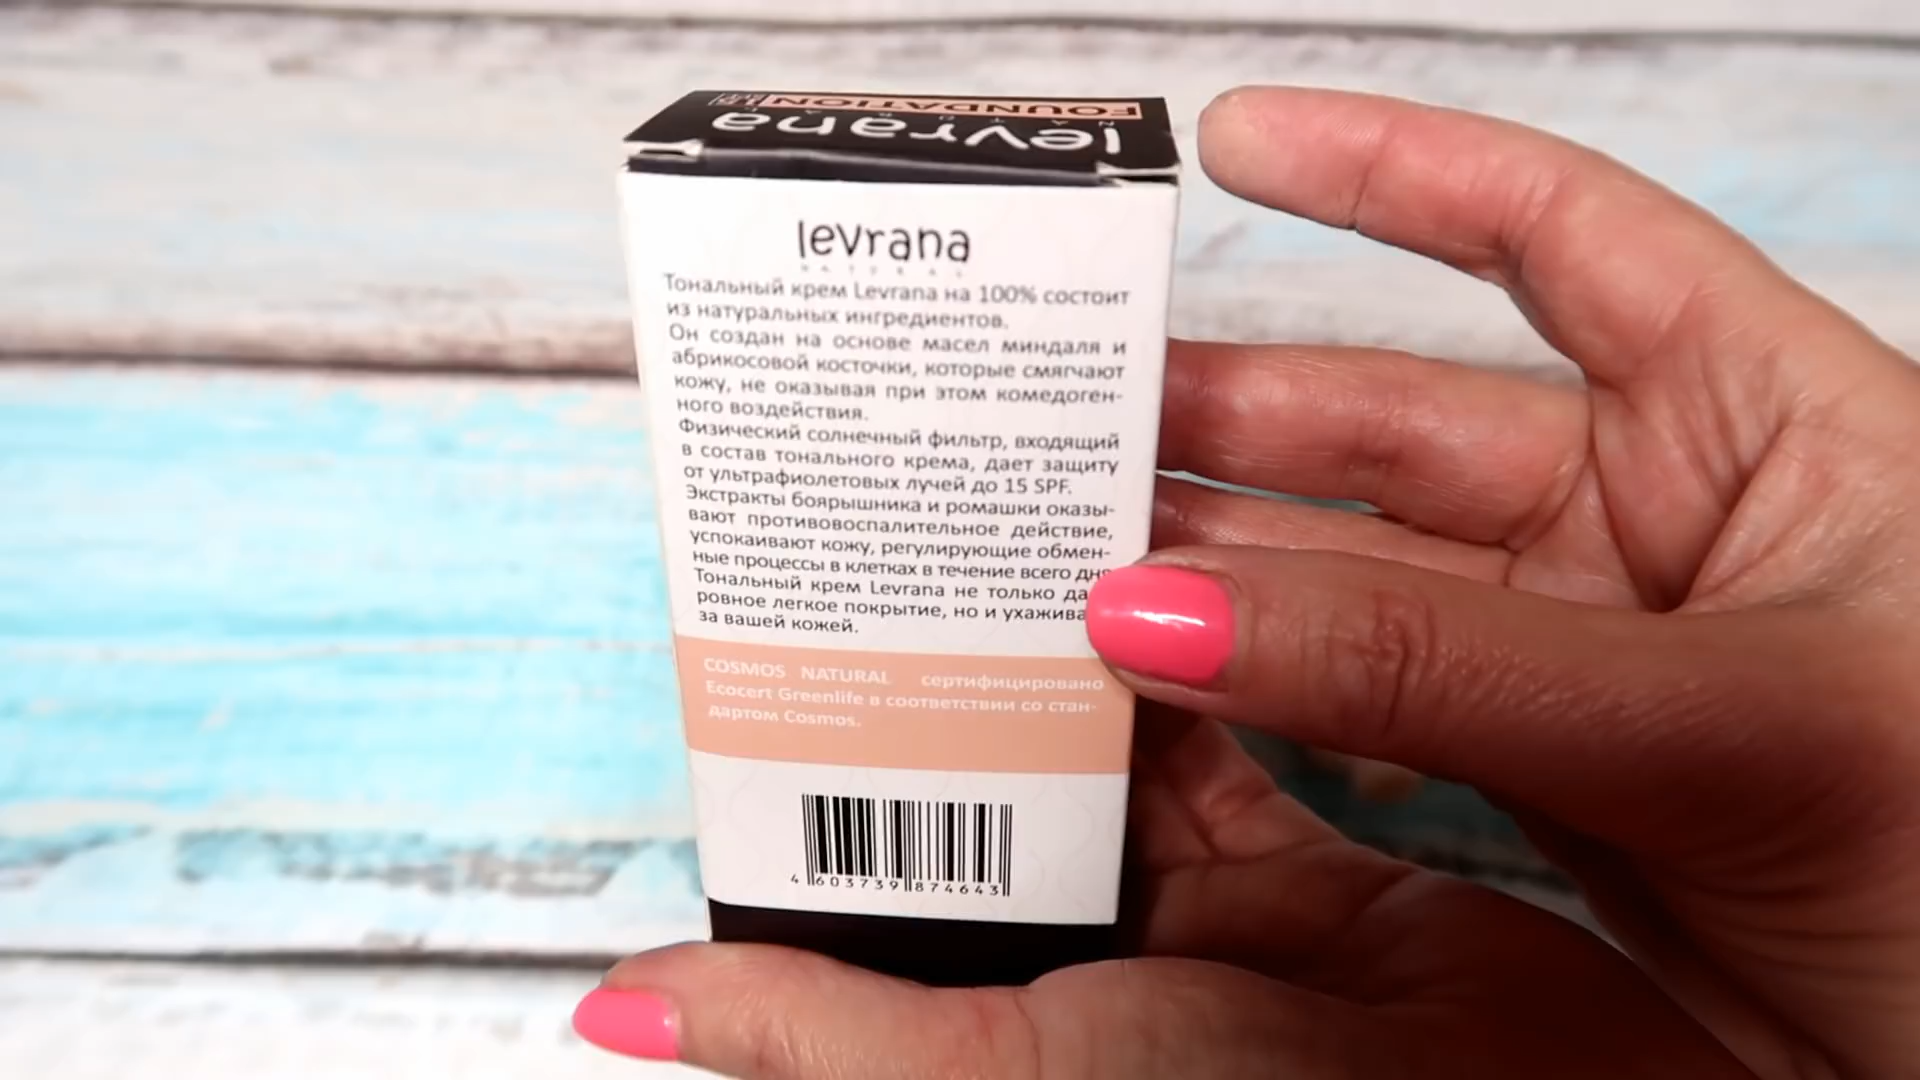 FOUNDATION
levrana
levrana
NATURAL
Тональный крем Levrana на 100% состоит
из натуральных ингредиентов.
Он создан на основе масел миндаля и
абрикосовой косточки, которые смягчают
кожу, не оказывая при этом комедоген-
ного воздействия.
Физический солнечный фильтр, входящий
в состав тонального крема, дает защиту
от ультрафиолетовых лучей до 15 SPF.
Экстракты боярышника и ромашки оказы-
вают противовоспалительное действие,
успокаивают кожу, регулирующие обмен-
ные процессы в клетках в течение всего дня
Тональный крем Levrana не только да
ровное легкое покрытие, но и ухажива
за вашей кожей.
COSMOS NATURAL сертифицировано
Ecocert Greenlife в соответствии со стан-
дартом Cosmos.
4 603739 874643